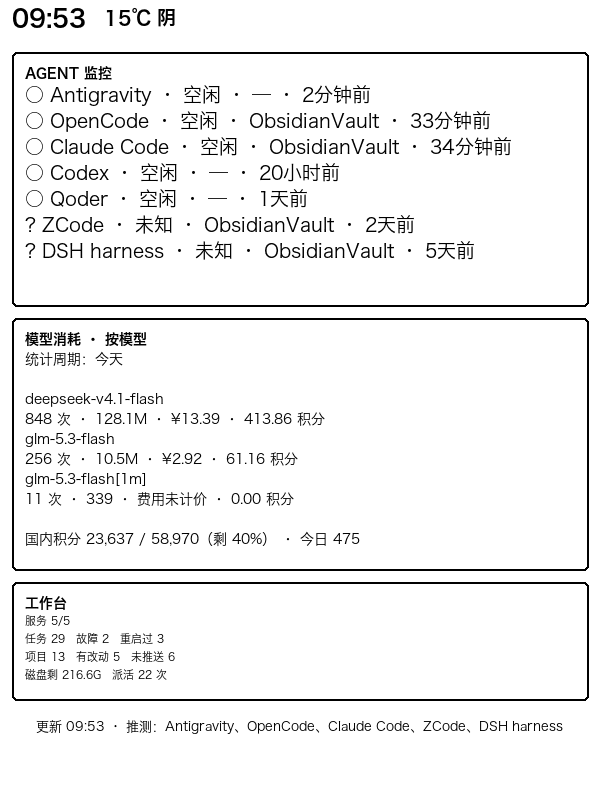 09:53 15℃ 阴
AGENT 监控
○ Antigravity · 空闲 · — · 2分钟前
○ OpenCode · 空闲 · ObsidianVault · 33分钟前
○ Claude Code · 空闲 · ObsidianVault · 34分钟前
○ Codex · 空闲 · — · 20小时前
○ Qoder · 空闲 · — · 1天前
? ZCode · 未知 · ObsidianVault · 2天前
? DSH harness · 未知 · ObsidianVault · 5天前
模型消耗 · 按模型
统计周期：今天
deepseek-v4.1-flash
848 次 · 128.1M · ¥13.39 · 413.86 积分
glm-5.3-flash
256 次 · 10.5M · ¥2.92 · 61.16 积分
glm-5.3-flash[1m]
11 次 · 339 · 费用未计价 · 0.00 积分
国内积分 23,637 / 58,970（剩 40%） · 今日 475
工作台
服务 5/5
任务 29 故障 2 重启过 3
项目 13 有改动 5 未推送 6
磁盘剩 216.6G 派活 22 次
更新 09:53 · 推测：Antigravity、OpenCode、Claude Code、ZCode、DSH harness